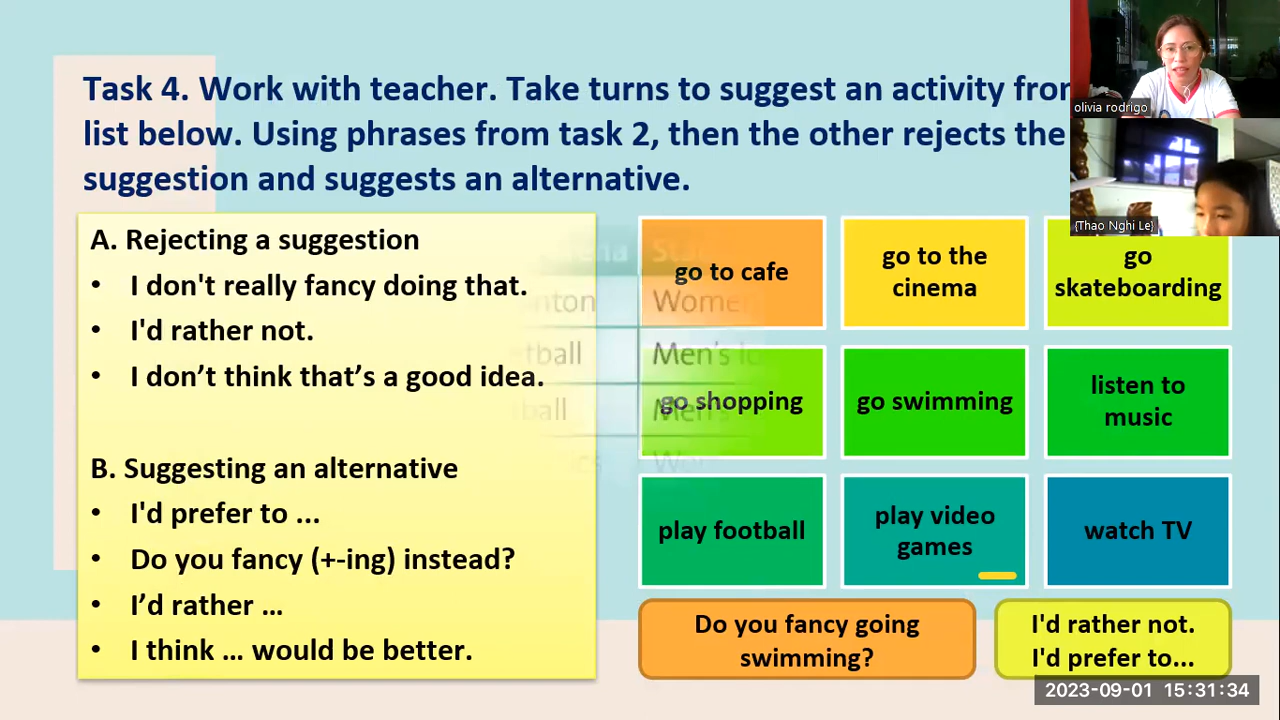 Task 4. Work with teacher. Take turns to suggest an activity from
list below. Using phrases from task 2, then the other rejects the
suggestion and suggests an alternative.
olivia rodrigo
{Thao Nghi Le}
A. Rejecting a suggestion
• I don't really fancy doing that.
• I'd rather not.
• I don’t think that’s a good idea.
B. Suggesting an alternative
• I'd prefer to ...
• Do you fancy (+-ing) instead?
• I’d rather …
• I think … would be better.
go to cafe
go to the
cinema
go
skateboarding
Women
Men's
go shopping
go swimming
listen to
music
play football
play video
games
watch TV
Do you fancy going
swimming?
I'd rather not.
I'd prefer to...
2023-09-01 15:31:34